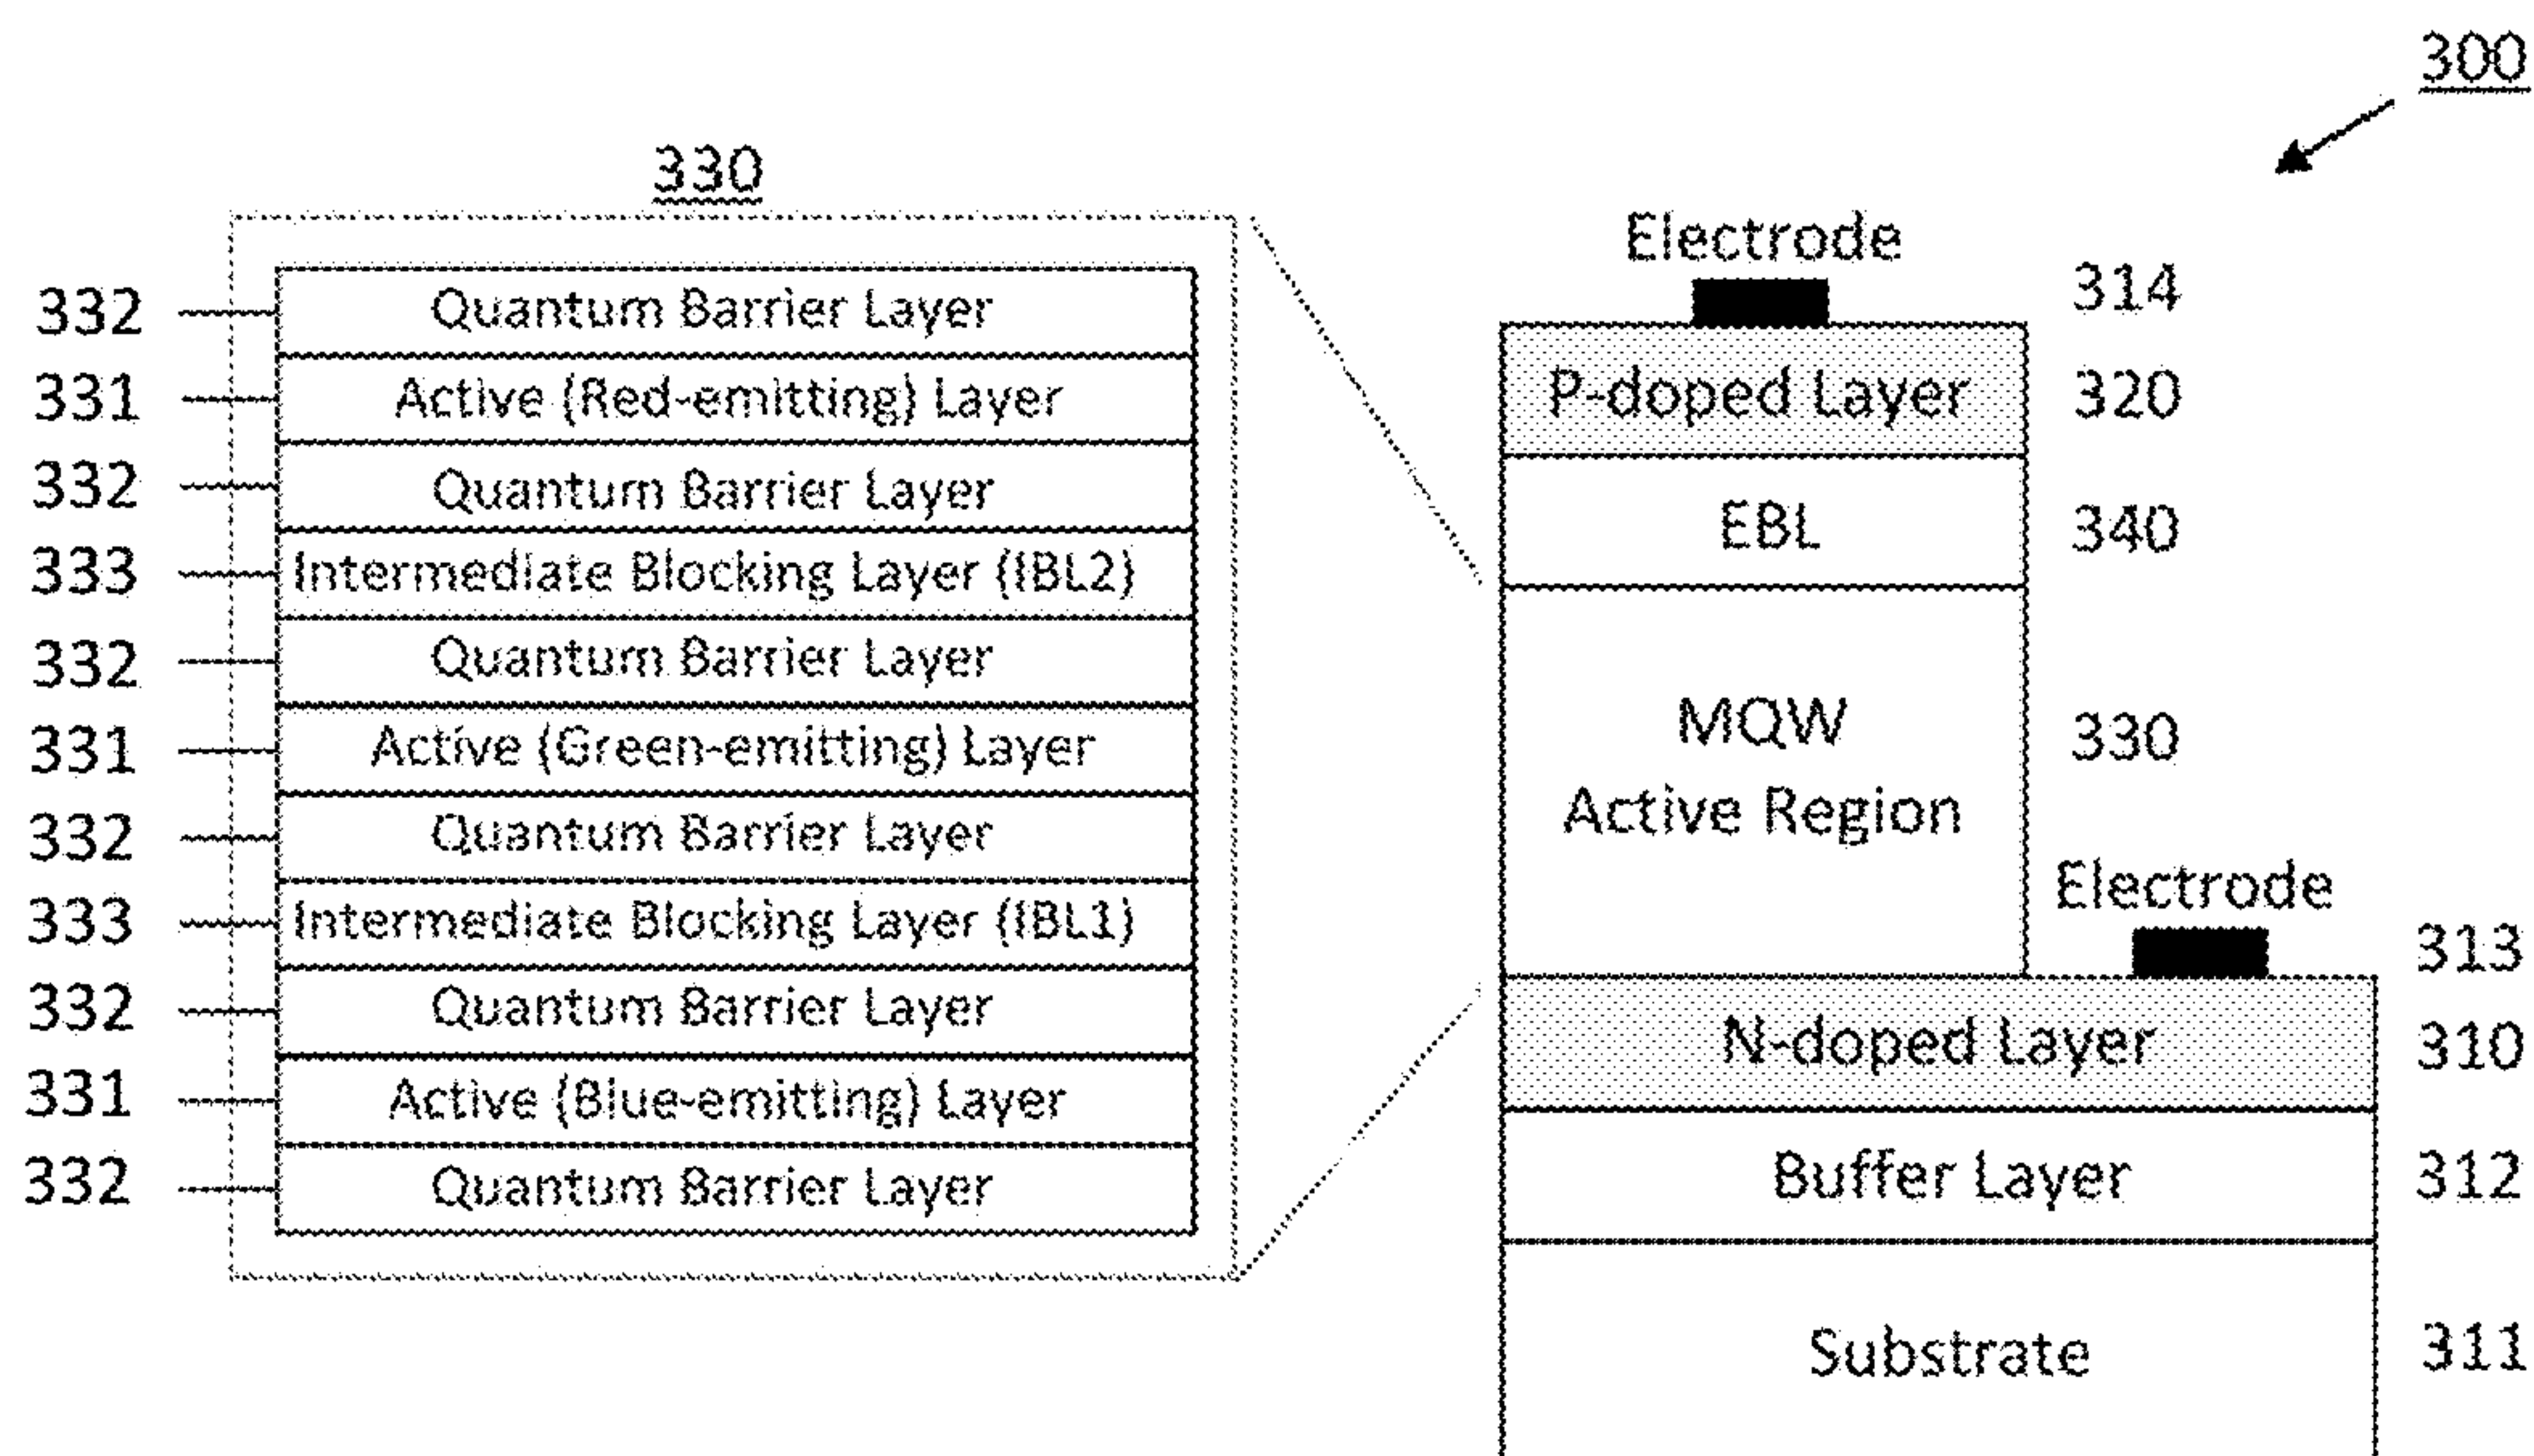 300
330
332 Quantum Barrier Layer
331 Active (Red-emitting) Layer
332 Quantum Barrier Layer
333 Intermediate Blocking Layer (IBL2)
332 Quantum Barrier Layer
331 Active (Green-emitting) Layer
332 Quantum Barrier Layer
333 Intermediate Blocking Layer (IBL1)
332 Quantum Barrier Layer
331 Active (Blue-emitting) Layer
332 Quantum Barrier Layer
Electrode
314
P-doped Layer 320
EBL 340
MQW
Active Region
330
Electrode
313
N-doped Layer 310
Buffer Layer 312
Substrate 311